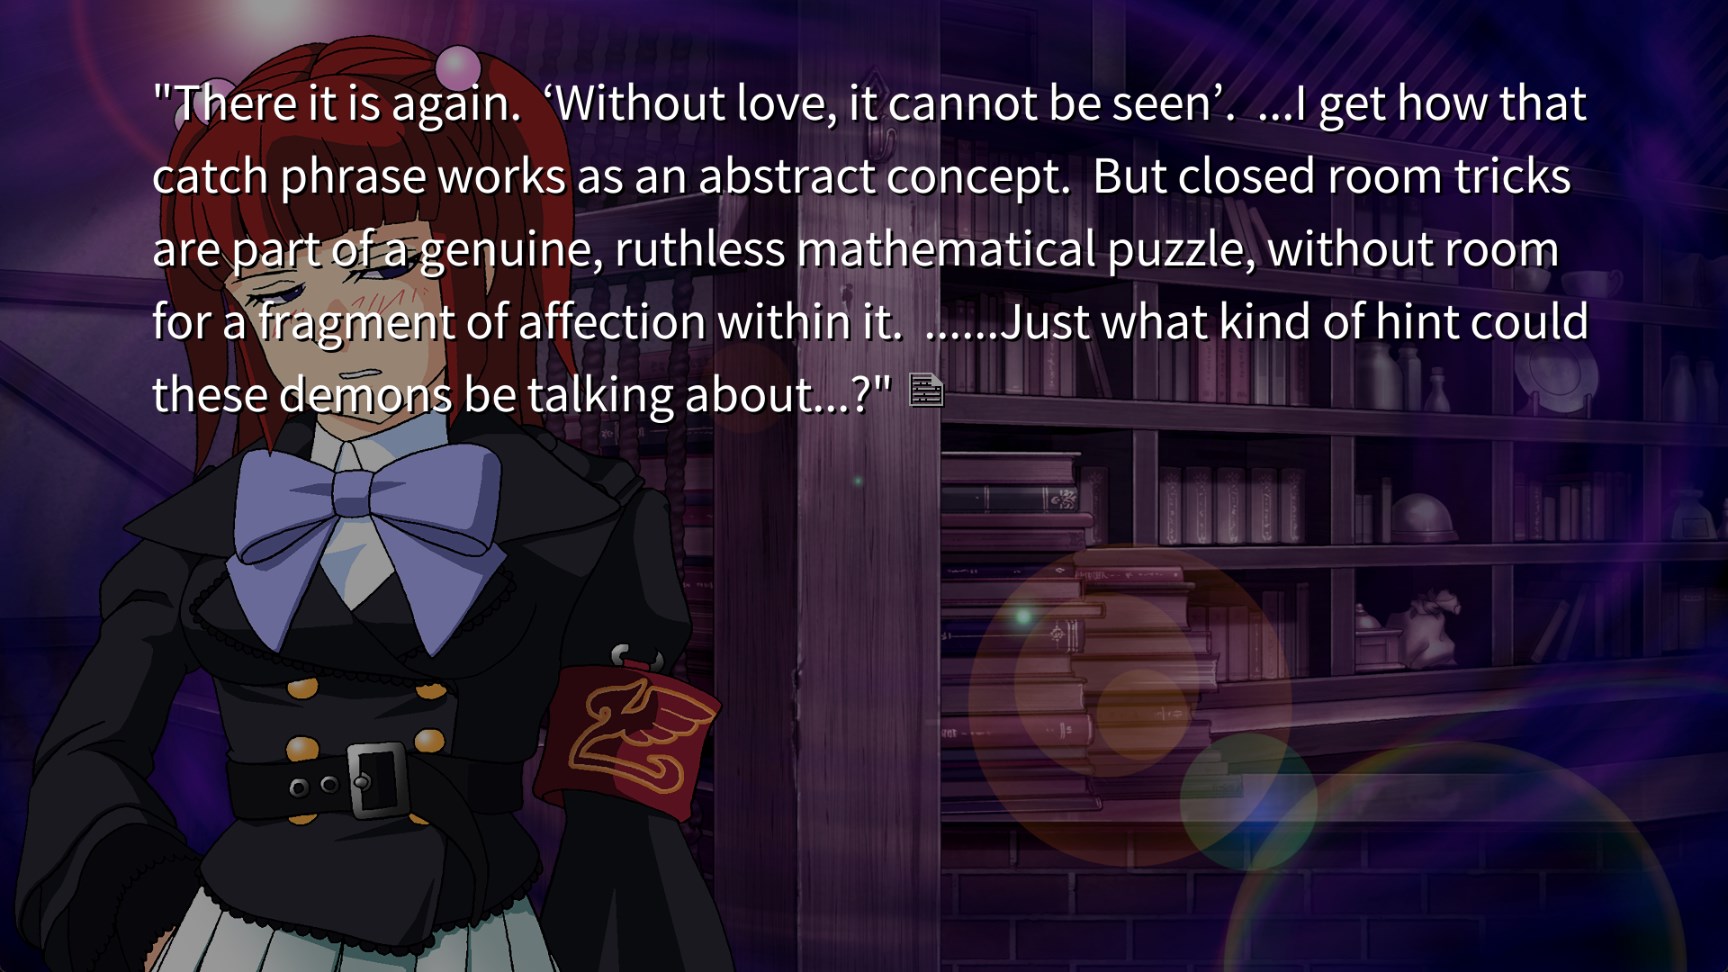 "There it is again.  ‘Without love, it cannot be seen’.  ...I get how that
catch phrase works as an abstract concept.  But closed room tricks
are part of a genuine, ruthless mathematical puzzle, without room
for a fragment of affection within it.  ......Just what kind of hint could
these demons be talking about...?"